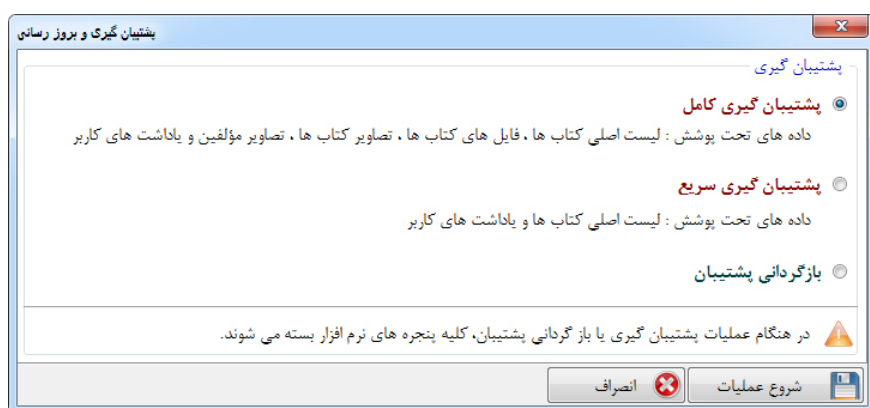 پشتیبان گیری و بروز رسانی
پشتیبان گیری
پشتیبان گیری کامل
داده های تحت پوشش : لیست اصلی کتاب ها ، فایل های کتاب ها ، تصاویر کتاب ها ، تصاویر مؤلفین و یاداشت های کاربر
پشتیبان گیری سریع
داده های تحت پوشش : لیست اصلی کتاب ها و یاداشت های کاربر
بازگردانی پشتیبان
در هنگام عملیات پشتیبان گیری یا باز گردانی پشتیبان، کلیه پنجره های نرم افزار بسته می شوند.
شروع عملیات
انصراف